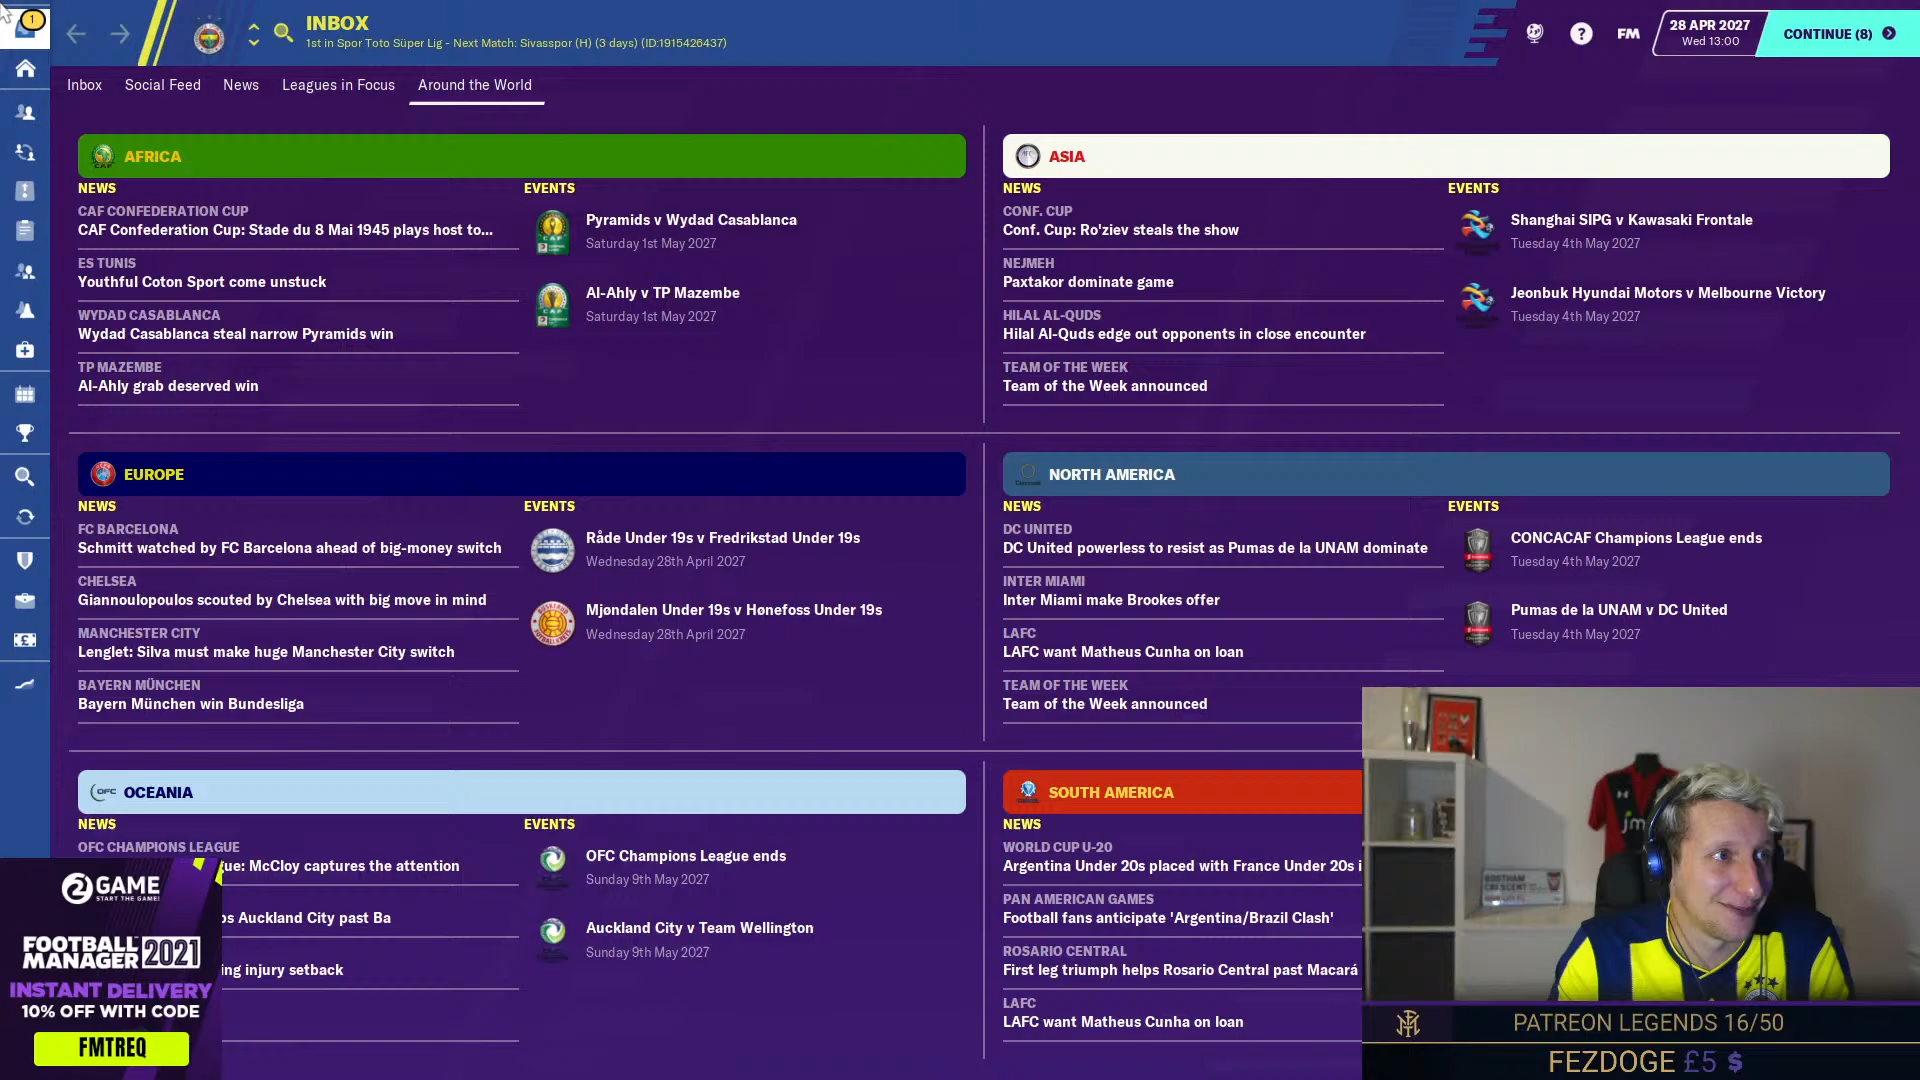 1
INBOX
1st in Spor Toto Süper Lig - Next Match: Sivasspor (H) (3 days) (ID:1915426437)
?
FM
28 APR 2027
Wed 13:00
CONTINUE (8)
Inbox
Social Feed
News
Leagues in Focus
Around the World
AFRICA
NEWS
CAF CONFEDERATION CUP
CAF Confederation Cup: Stade du 8 Mai 1945 plays host to...
ES TUNIS
Youthful Coton Sport come unstuck
WYDAD CASABLANCA
Wydad Casablanca steal narrow Pyramids win
TP MAZEMBE
Al-Ahly grab deserved win
EVENTS
Pyramids v Wydad Casablanca
Saturday 1st May 2027
Al-Ahly v TP Mazembe
Saturday 1st May 2027
ASIA
NEWS
CONF. CUP
Conf. Cup: Ro'ziev steals the show
NEJMEH
Paxtakor dominate game
HILAL AL-QUDS
Hilal Al-Quds edge out opponents in close encounter
TEAM OF THE WEEK
Team of the Week announced
EVENTS
Shanghai SIPG v Kawasaki Frontale
Tuesday 4th May 2027
Jeonbuk Hyundai Motors v Melbourne Victory
Tuesday 4th May 2027
EUROPE
NEWS
FC BARCELONA
Schmitt watched by FC Barcelona ahead of big-money switch
CHELSEA
Giannoulopoulos scouted by Chelsea with big move in mind
MANCHESTER CITY
Lenglet: Silva must make huge Manchester City switch
BAYERN MÜNCHEN
Bayern München win Bundesliga
EVENTS
Råde Under 19s v Fredrikstad Under 19s
Wednesday 28th April 2027
Mjøndalen Under 19s v Hønefoss Under 19s
Wednesday 28th April 2027
NORTH AMERICA
NEWS
DC UNITED
DC United powerless to resist as Pumas de la UNAM dominate
INTER MIAMI
Inter Miami make Brookes offer
LAFC
LAFC want Matheus Cunha on loan
TEAM OF THE WEEK
Team of the Week announced
EVENTS
CONCACAF Champions League ends
Tuesday 4th May 2027
Pumas de la UNAM v DC United
Tuesday 4th May 2027
OFC
OCEANIA
NEWS
OFC CHAMPIONS LEAGUE
gue: McCloy captures the attention
ps Auckland City past Ba
ing injury setback
EVENTS
OFC Champions League ends
Sunday 9th May 2027
Auckland City v Team Wellington
Sunday 9th May 2027
SOUTH AMERICA
NEWS
WORLD CUP U-20
Argentina Under 20s placed with France Under 20s i
PAN AMERICAN GAMES
Football fans anticipate 'Argentina/Brazil Clash'
ROSARIO CENTRAL
First leg triumph helps Rosario Central past Macará
LAFC
LAFC want Matheus Cunha on loan
2GAME
START THE GAME!
FOOTBALL MANAGER 2021
INSTANT DELIVERY
10% OFF WITH CODE
FMTREQ
BOOTHAM
CRESCENT
jm
PATREON LEGENDS 16/50
FEZDOGE £5 $